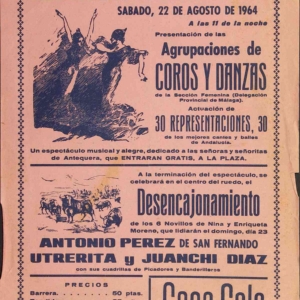 SABADO, 22 DE AGOSTO DE 1964
A las 11 de la noche
Presentación de las
Agrupaciones de
COROS Y DANZAS
de la Sección Femenina (Delegación
Provincial de Málaga).
Actuación de
30 REPRESENTACIONES, 30
de los mejores cantes y bailes
de Andalucía.
Un espectáculo musical y alegre, dedicado a las señoras y señoritas
de Antequera, que ENTRARAN GRATIS, A LA PLAZA.
A la terminación del espectáculo, se
celebrará en el centro del ruedo, el
Desencajonamiento
de los 6 Novillos de Nina y Enriqueta
Moreno, que lidiarán el domingo, día 23
ANTONIO PEREZ DE SAN FERNANDO
UTRERITA y JUANCHI DIAZ
con sus cuadrillas de Picadores y Banderilleros
PRECIOS
Barrera. 60 ptas.